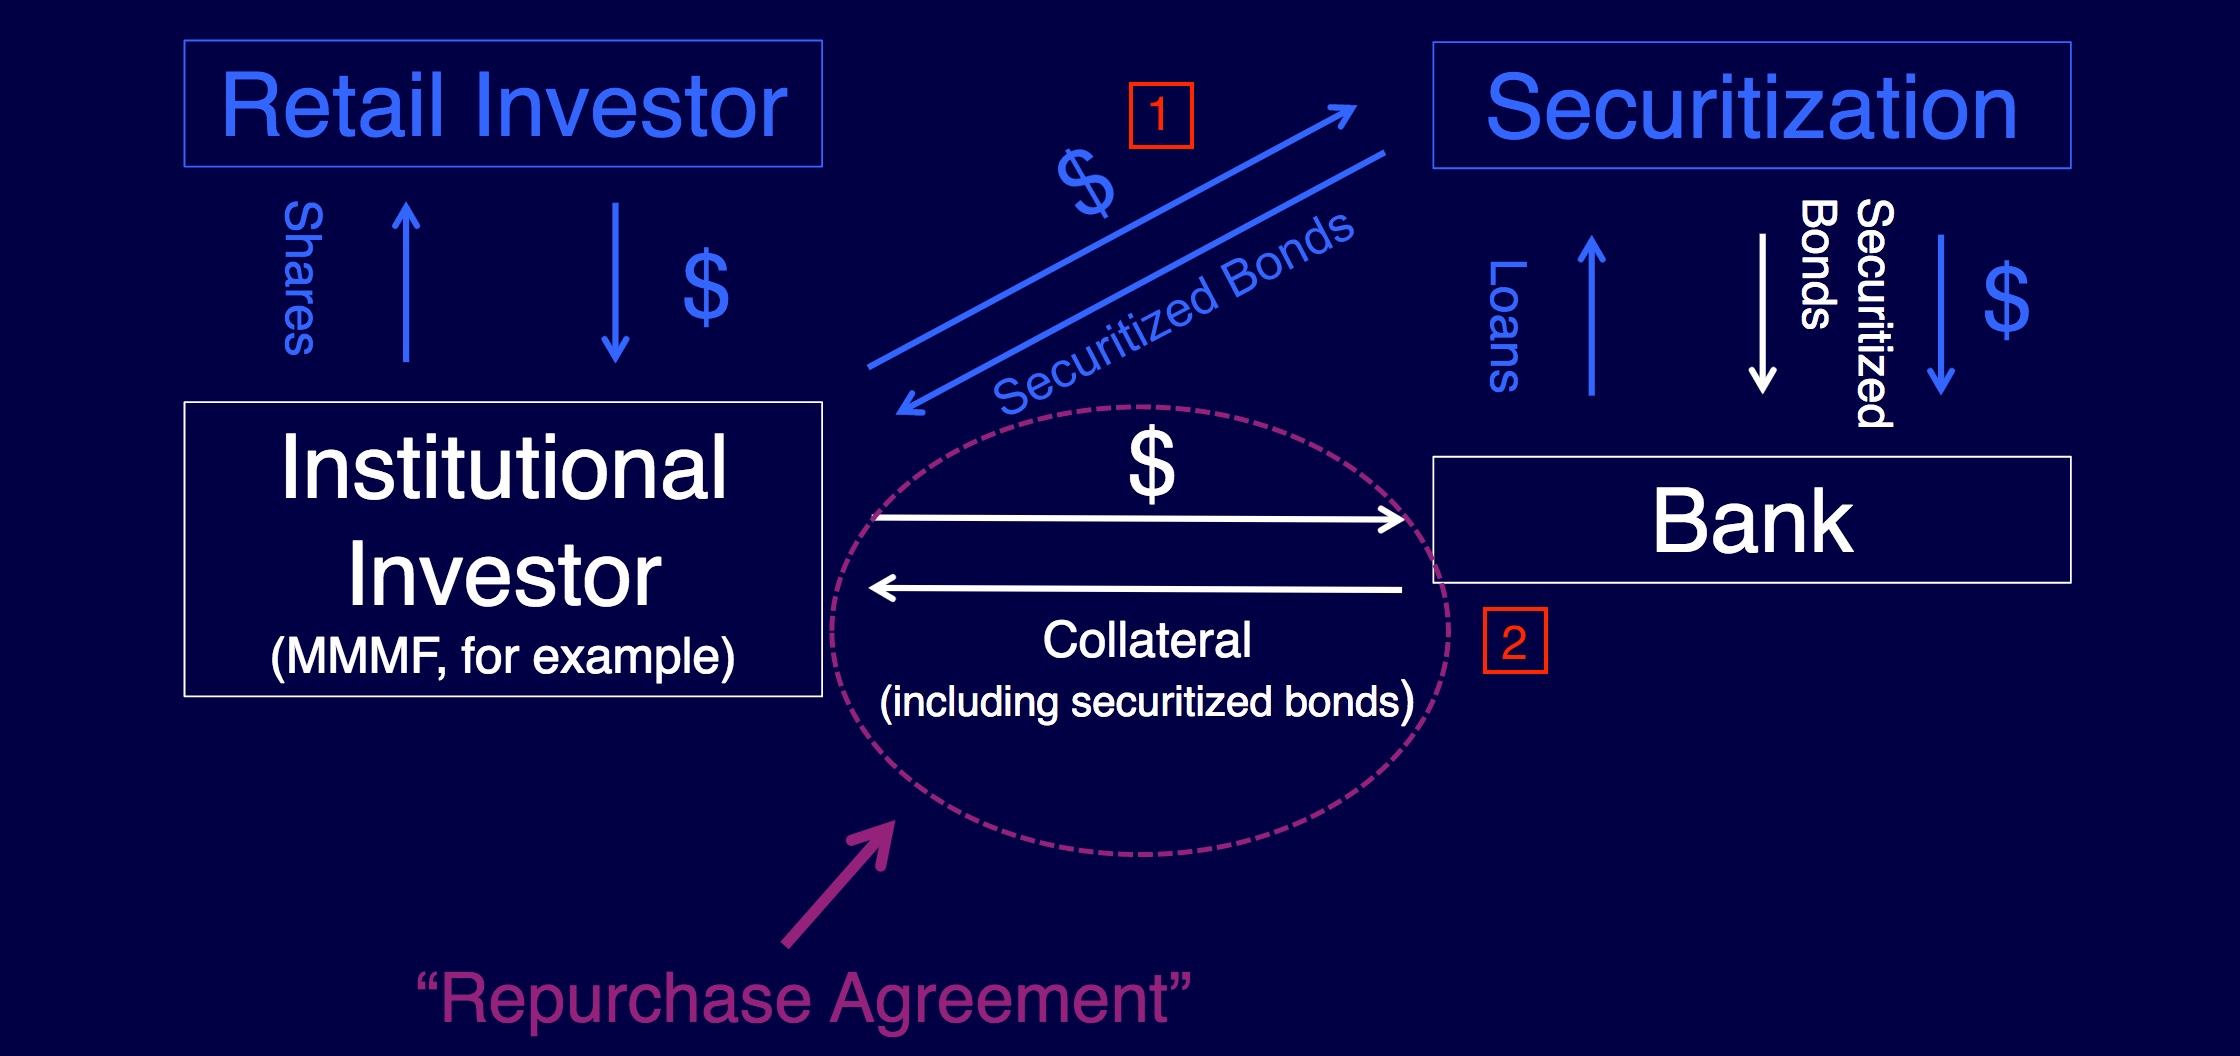 Retail Investor
1
Securitization
$
Shares
$
Securitized Bonds
Loans
Securitized
Bonds
$
Institutional
Investor
(MMMF, for example)
$
Bank
Collateral
(including securitized bonds)
2
“Repurchase Agreement”